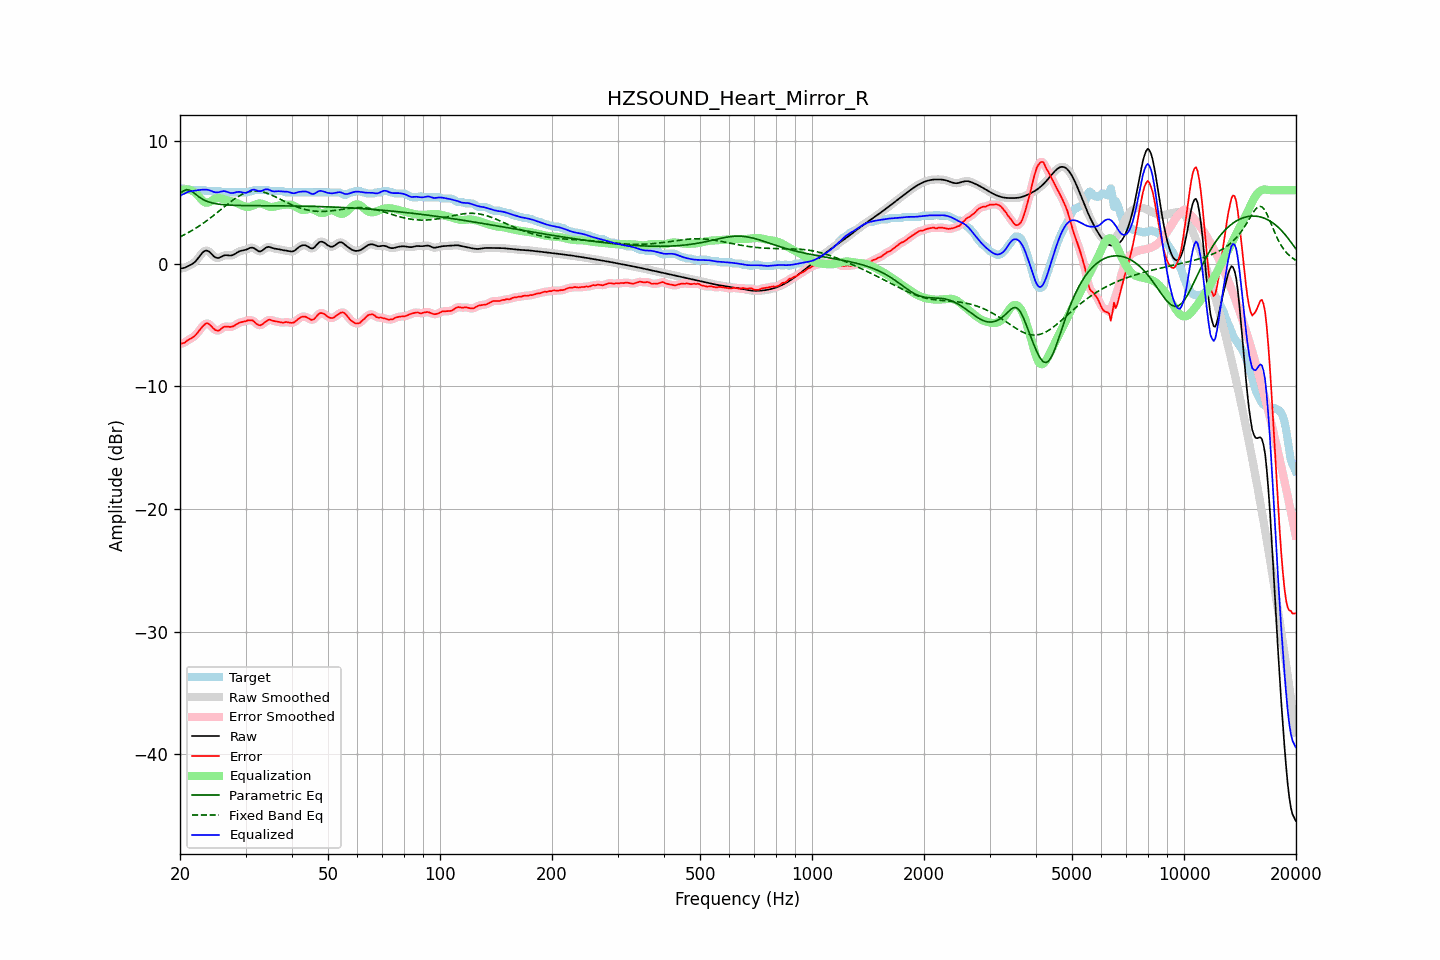 HZSOUND_Heart_Mirror_R
10
0
−10
−20
−30
−40
Amplitude (dBr)
Target
Raw Smoothed
Error Smoothed
Raw
Error
Equalization
Parametric Eq
Fixed Band Eq
Equalized
20 50 100 200 500 1000 2000 5000 10000 20000
Frequency (Hz)